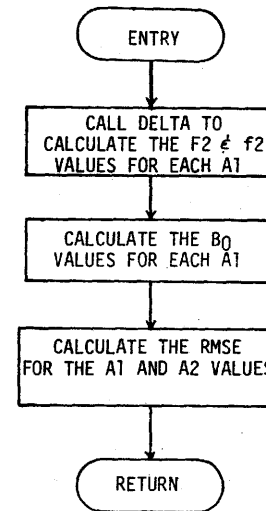 ENTRY
CALL DELTA TO
CALCULATE THE F2 & f2
VALUES FOR EACH A1
CALCULATE THE B0
VALUES FOR EACH A1
CALCULATE THE RMSE
FOR THE A1 AND A2 VALUES
RETURN